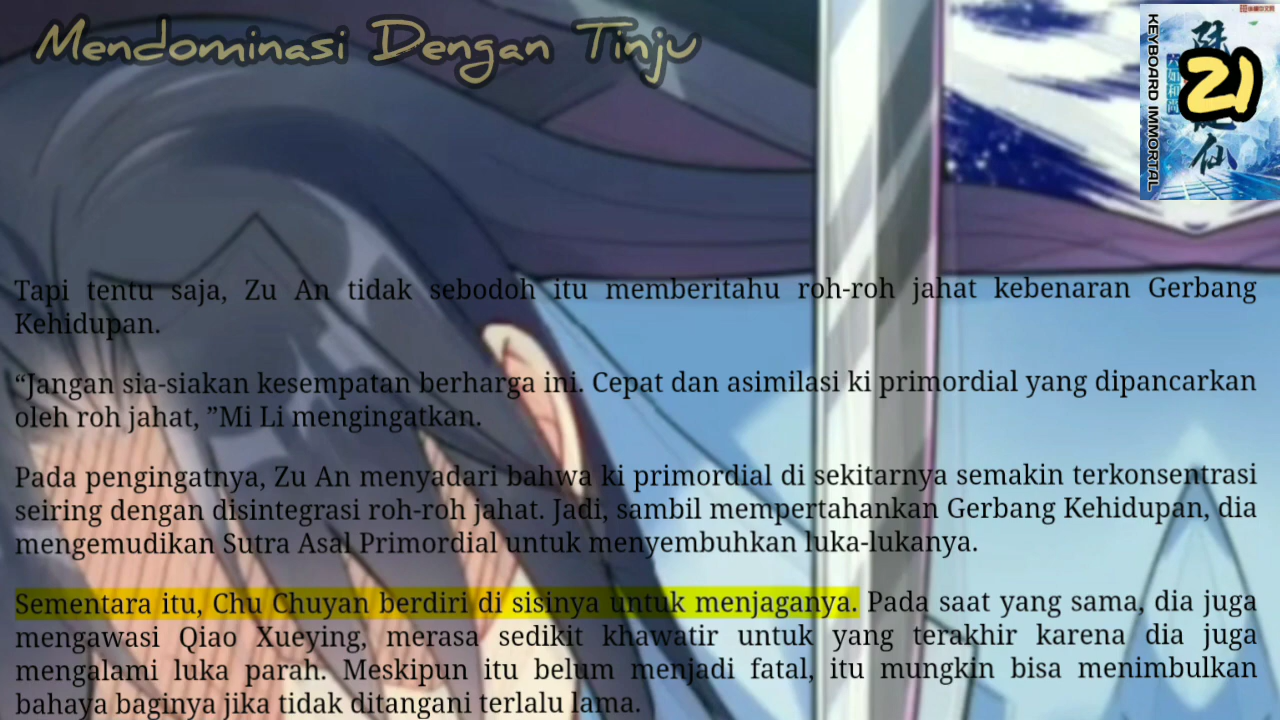 Mendominasi Dengan Tinju
KEYBOARD IMMORTAL
六如和尚
仙
21
Tapi tentu saja, Zu An tidak sebodoh itu memberitahu roh-roh jahat kebenaran Gerbang
Kehidupan.
“Jangan sia-siakan kesempatan berharga ini. Cepat dan asimilasi ki primordial yang dipancarkan
oleh roh jahat, ”Mi Li mengingatkan.
Pada pengingatnya, Zu An menyadari bahwa ki primordial di sekitarnya semakin terkonsentrasi
seiring dengan disintegrasi roh-roh jahat. Jadi, sambil mempertahankan Gerbang Kehidupan, dia
mengemudikan Sutra Asal Primordial untuk menyembuhkan luka-lukanya.
Sementara itu, Chu Chuyan berdiri di sisinya untuk menjaganya. Pada saat yang sama, dia juga
mengawasi Qiao Xueying, merasa sedikit khawatir untuk yang terakhir karena dia juga
mengalami luka parah. Meskipun itu belum menjadi fatal, itu mungkin bisa menimbulkan
bahaya baginya jika tidak ditangani terlalu lama.